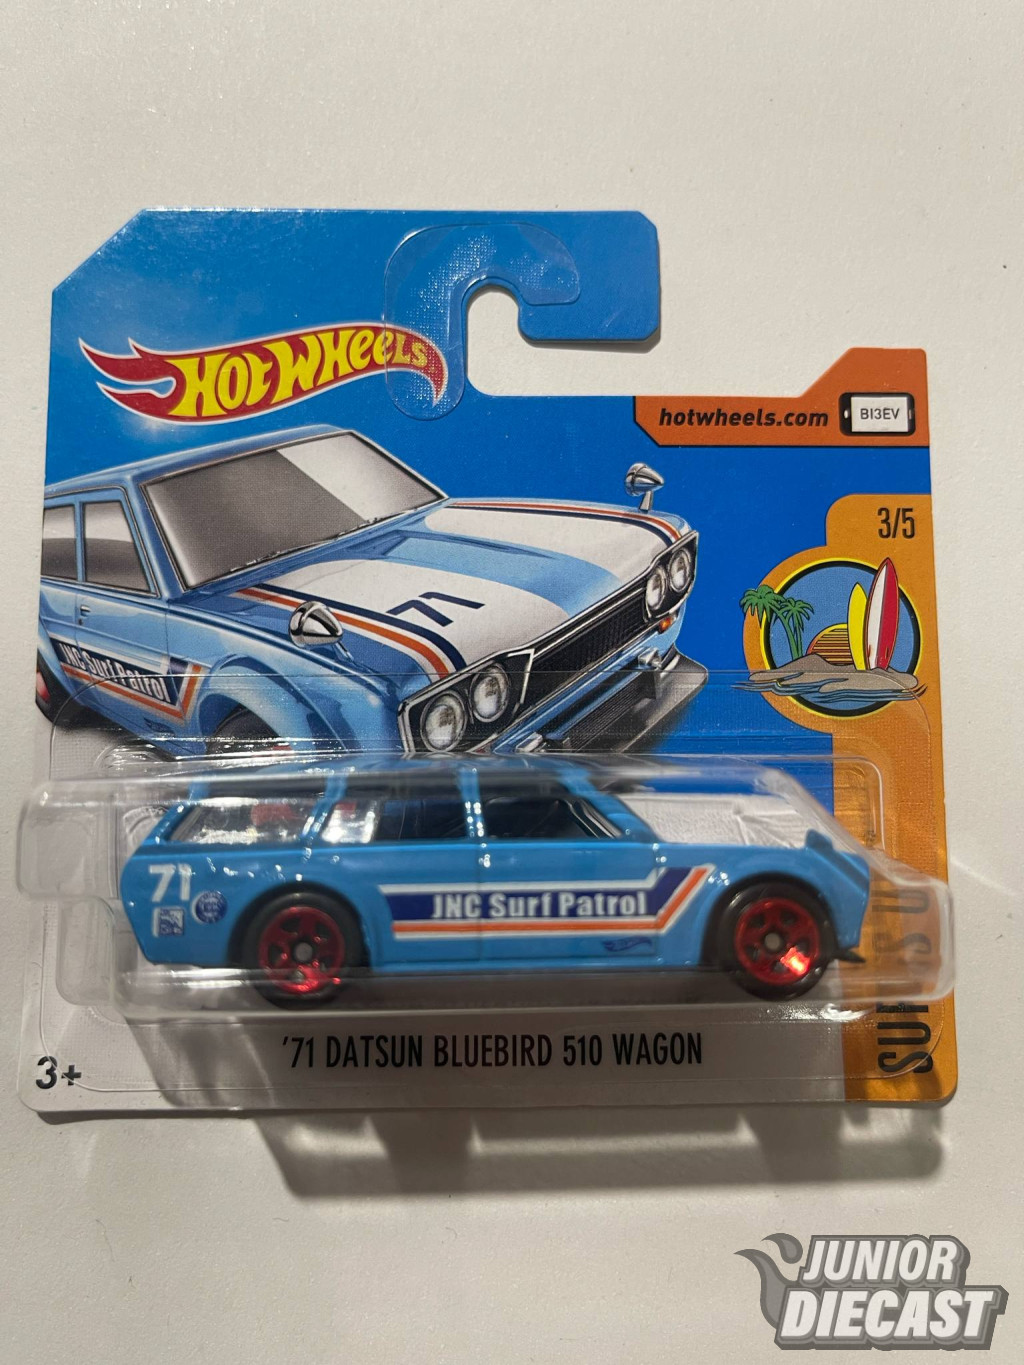 HOT WHEELS
hotwheels.com
BI3EV
3/5
71
JNC Surf Patrol
71
JNC Surf Patrol
'71 DATSUN BLUEBIRD 510 WAGON
3+
JUNIOR
DIECAST